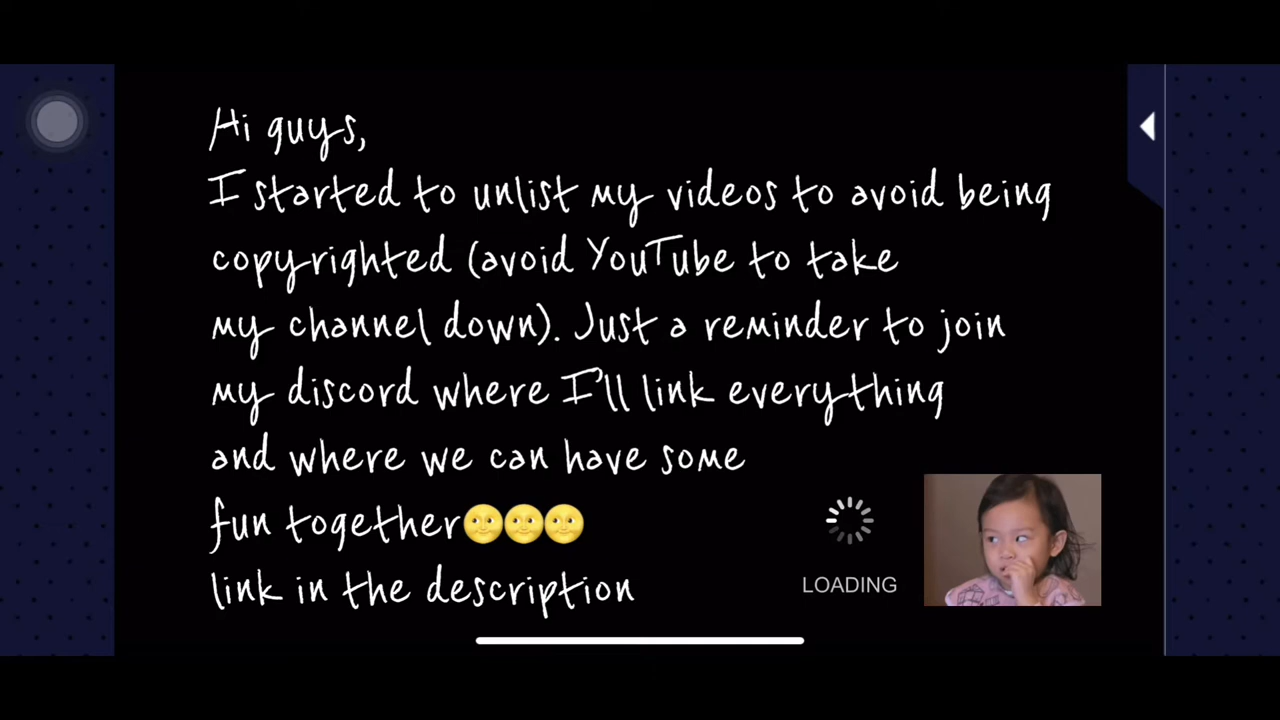 Hi guys,
I started to unlist my videos to avoid being
copyrighted (avoid YouTube to take
my channel down). Just a reminder to join
my discord where I'll link everything
and where we can have some
fun together🌝🌝🌝
link in the description
LOADING